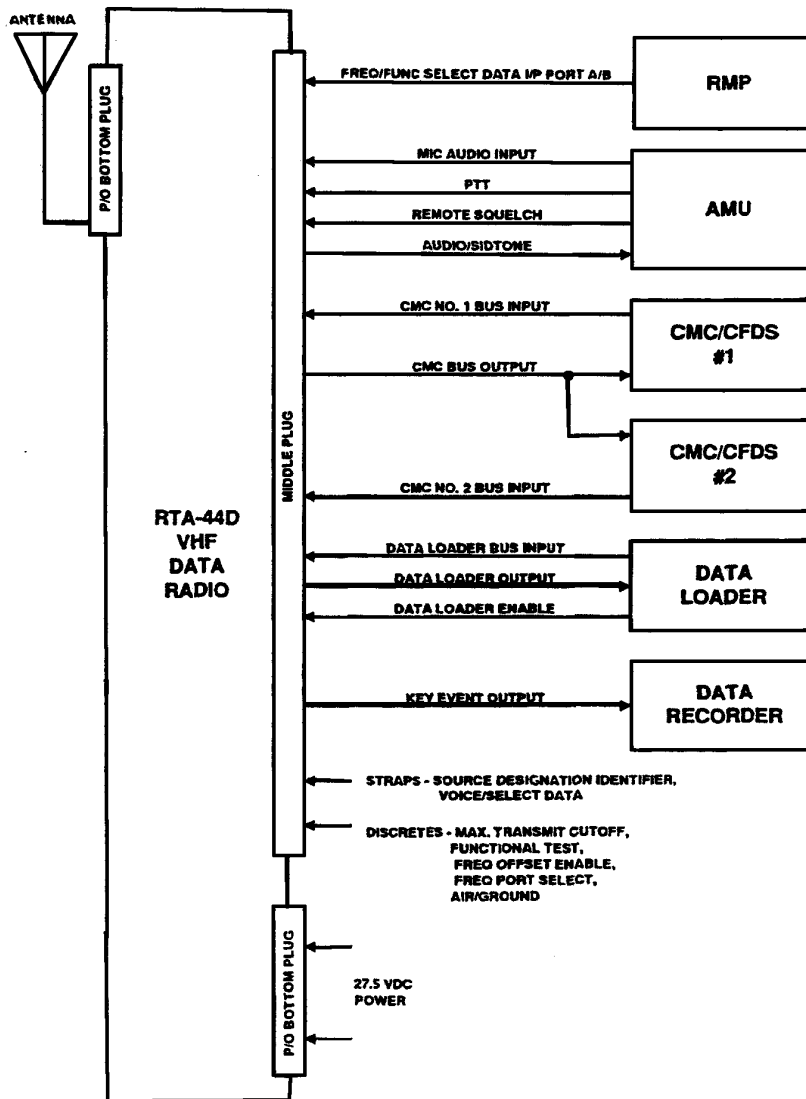 ANTENNA
P/O BOTTOM PLUG
FREQ/FUNC SELECT DATA I/P PORT A/B
RMP
MIC AUDIO INPUT
PTT
REMOTE SQUELCH
AUDIO/SIDTONE
AMU
CMC NO. 1 BUS INPUT
CMC BUS OUTPUT
CMC/CFDS
#1
CMC/CFDS
#2
CMC NO. 2 BUS INPUT
MIDDLE PLUG
RTA-44D
VHF
DATA
RADIO
DATA LOADER BUS INPUT
DATA LOADER OUTPUT
DATA LOADER ENABLE
DATA
LOADER
KEY EVENT OUTPUT
DATA
RECORDER
STRAPS - SOURCE DESIGNATION IDENTIFIER,
VOICE/SELECT DATA
DISCRETES - MAX. TRANSMIT CUTOFF,
FUNCTIONAL TEST,
FREQ OFFSET ENABLE,
FREQ PORT SELECT,
AIR/GROUND
P/O BOTTOM PLUG
27.5 VDC
POWER